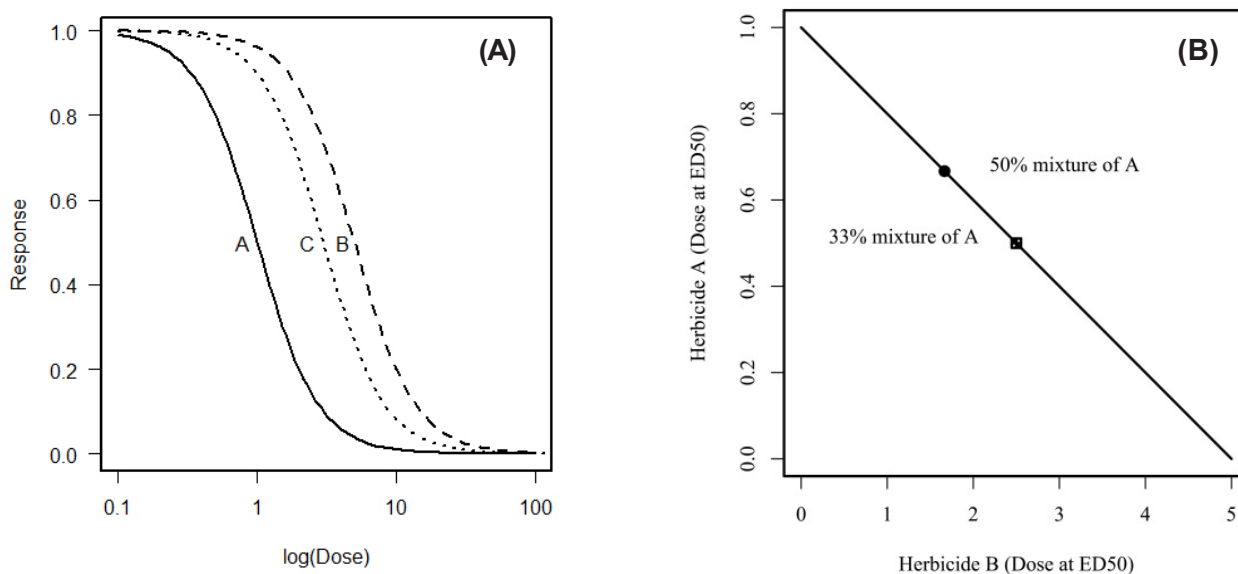 (A)
Response
1.0
0.8
0.6
0.4
0.2
0.0
A
C
B
0.1
1
10
100
log(Dose)
(B)
Herbicide A (Dose at ED50)
1.0
0.8
0.6
0.4
0.2
0.0
50% mixture of A
33% mixture of A
0
1
2
3
4
5
Herbicide B (Dose at ED50)